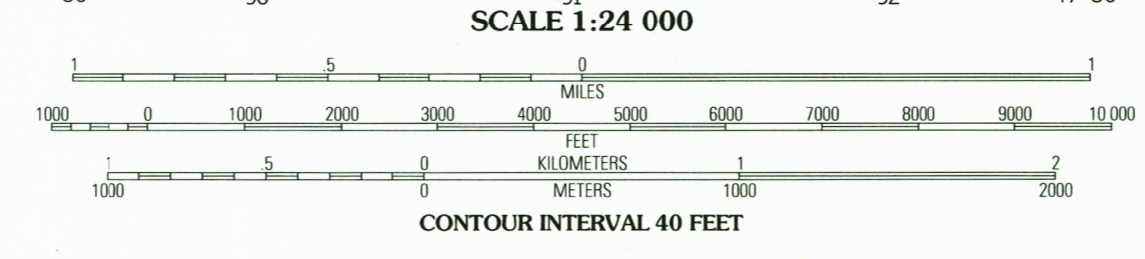 SCALE 1:24 000
1 .5 0 1
MILES
1000 0 1000 2000 3000 4000 5000 6000 7000 8000 9000 10 000
FEET
1 .5 0 KILOMETERS 1 2
1000 0 METERS 1000 2000
CONTOUR INTERVAL 40 FEET